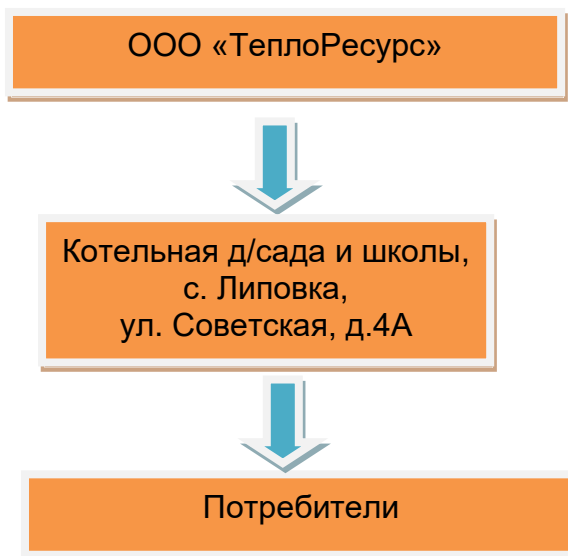 ООО «ТеплоРесурс»
Котельная д/сада и школы,
с. Липовка,
ул. Советская, д.4А
Потребители